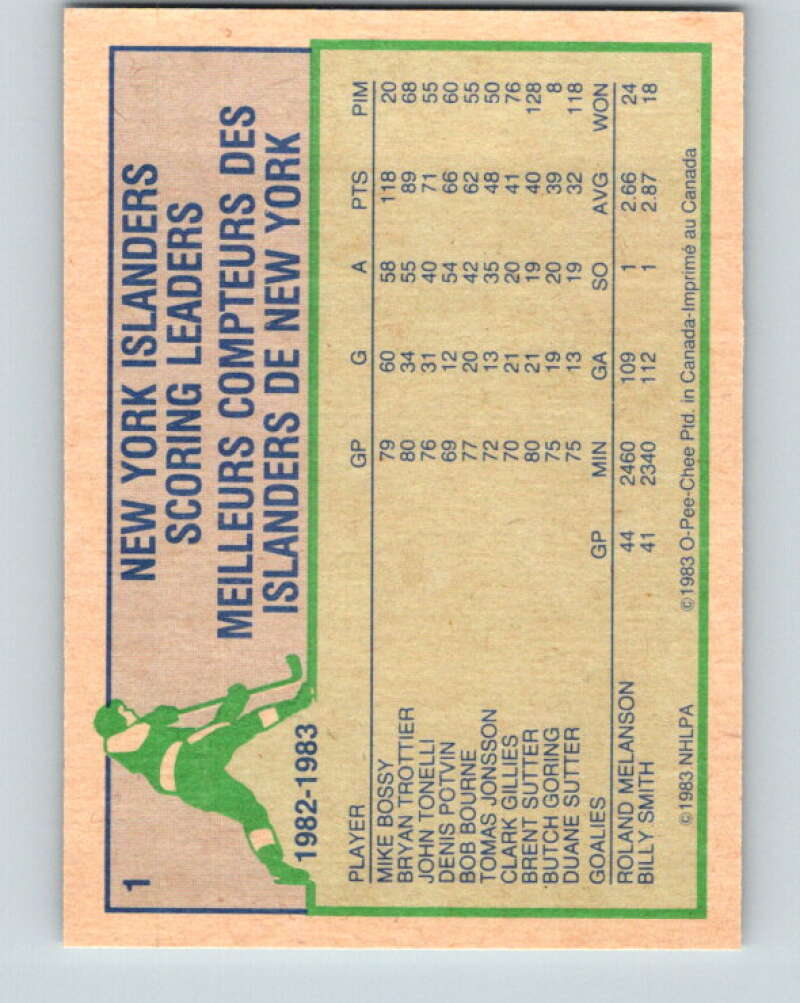 1
NEW YORK ISLANDERS
SCORING LEADERS
MEILLEURS COMPTEURS DES
ISLANDERS DE NEW YORK
1982-1983
PLAYER GP G A PTS PIM
MIKE BOSSY 79 60 58 118 20
BRYAN TROTTIER 80 34 55 89 68
JOHN TONELLI 76 31 40 71 55
DENIS POTVIN 69 12 54 66 60
BOB BOURNE 77 20 42 62 55
TOMAS JONSSON 72 13 35 48 50
CLARK GILLIES 70 21 20 41 76
BRENT SUTTER 80 21 19 40 128
BUTCH GORING 75 19 20 39 8
DUANE SUTTER 75 13 19 32 118
GOALIES GP MIN GA SO AVG WON
ROLAND MELANSON 44 2460 109 1 2.66 24
BILLY SMITH 41 2340 112 1 2.87 18
©1983 NHLPA ©1983 O-Pee-Chee Ptd. in Canada-Imprimé au Canada